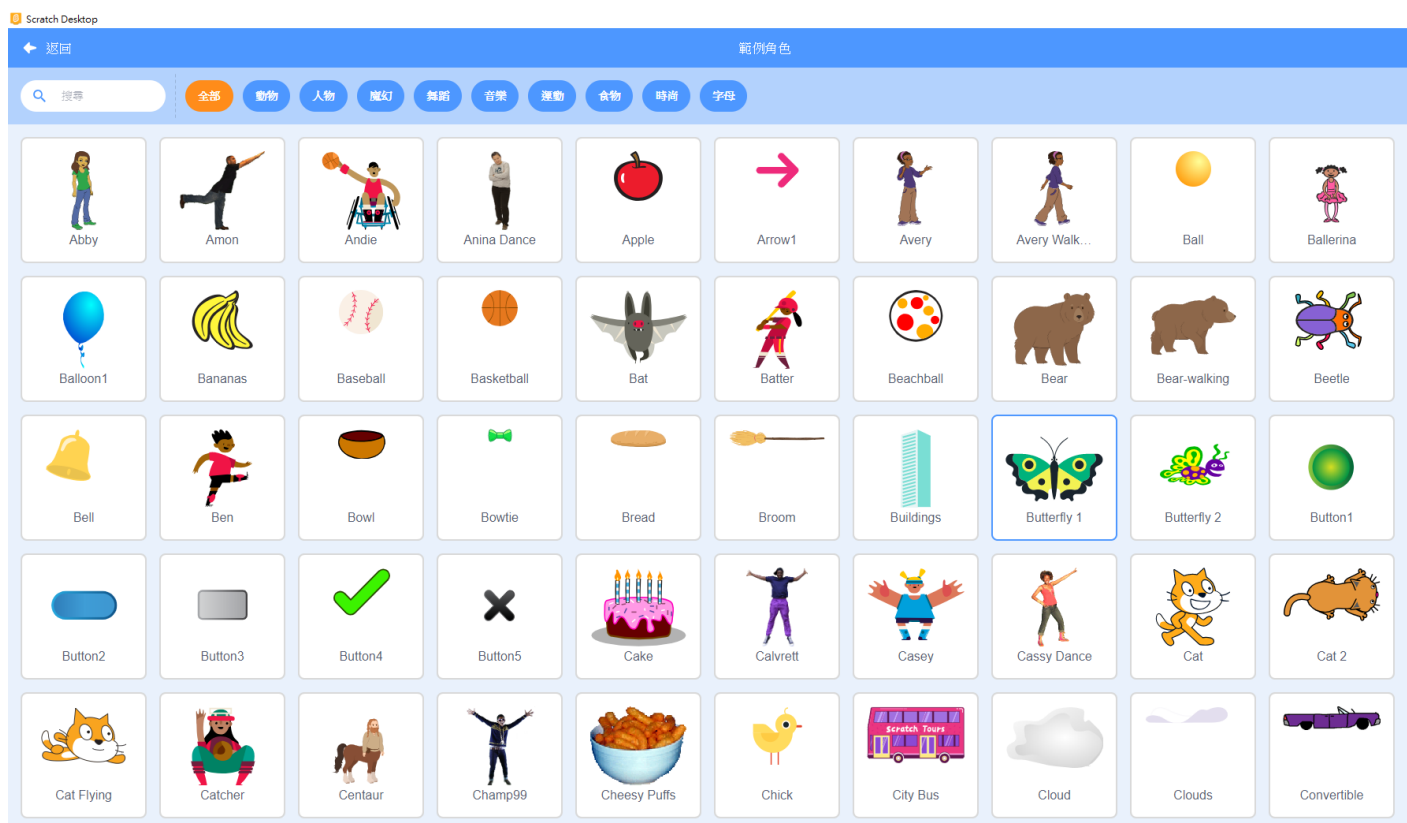 Scratch Desktop
返回
範例角色
搜尋
全部 動物 人物 魔幻 舞蹈 音樂 運動 食物 時尚 字母
Abby Amon Andie Anina Dance Apple Arrow1 Avery Avery Walk... Ball Ballerina
Balloon1 Bananas Baseball Basketball Bat Batter Beachball Bear Bear-walking Beetle
Bell Ben Bowl Bowtie Bread Broom Buildings Butterfly 1 Butterfly 2 Button1
Button2 Button3 Button4 Button5 Cake Calvrett Casey Cassy Dance Cat Cat 2
Scratch Tours
Cat Flying Catcher Centaur Champ99 Cheesy Puffs Chick City Bus Cloud Clouds Convertible